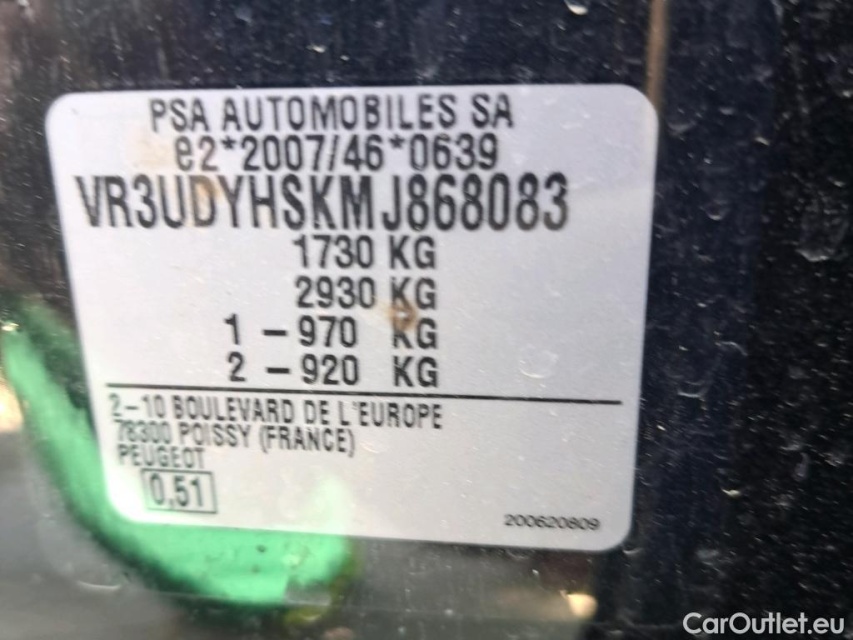 PSA AUTOMOBILES SA
e2*2007/46*0639
VR3UDYHSKMJ868083
1730 KG
2930 KG
1 - 970 KG
2 - 920 KG
2-10 BOULEVARD DE L'EUROPE
78300 POISSY (FRANCE)
PEUGEOT
0,51
200620809
CarOutlet.eu